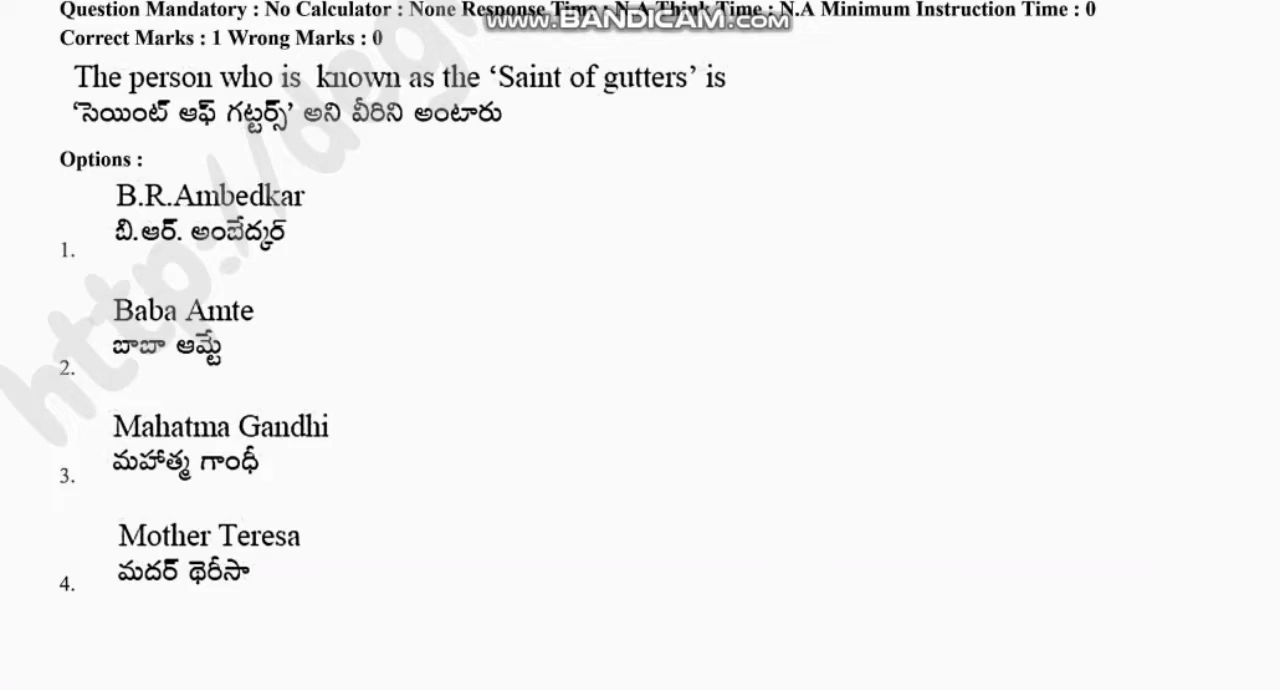 Question Mandatory : No Calculator : None Response Time : N.A Think Time : N.A Minimum Instruction Time : 0
www.BANDICAM.com
Correct Marks : 1 Wrong Marks : 0
The person who is known as the ‘Saint of gutters’ is
‘సెయింట్ ఆఫ్ గట్టర్స్’ అని వీరిని అంటారు
Options :
B.R.Ambedkar
బి.ఆర్. అంబేద్కర్
1.
Baba Amte
బాబా ఆమ్టే
2.
Mahatma Gandhi
మహాత్మ గాంధీ
3.
Mother Teresa
మదర్ థెరీసా
4.